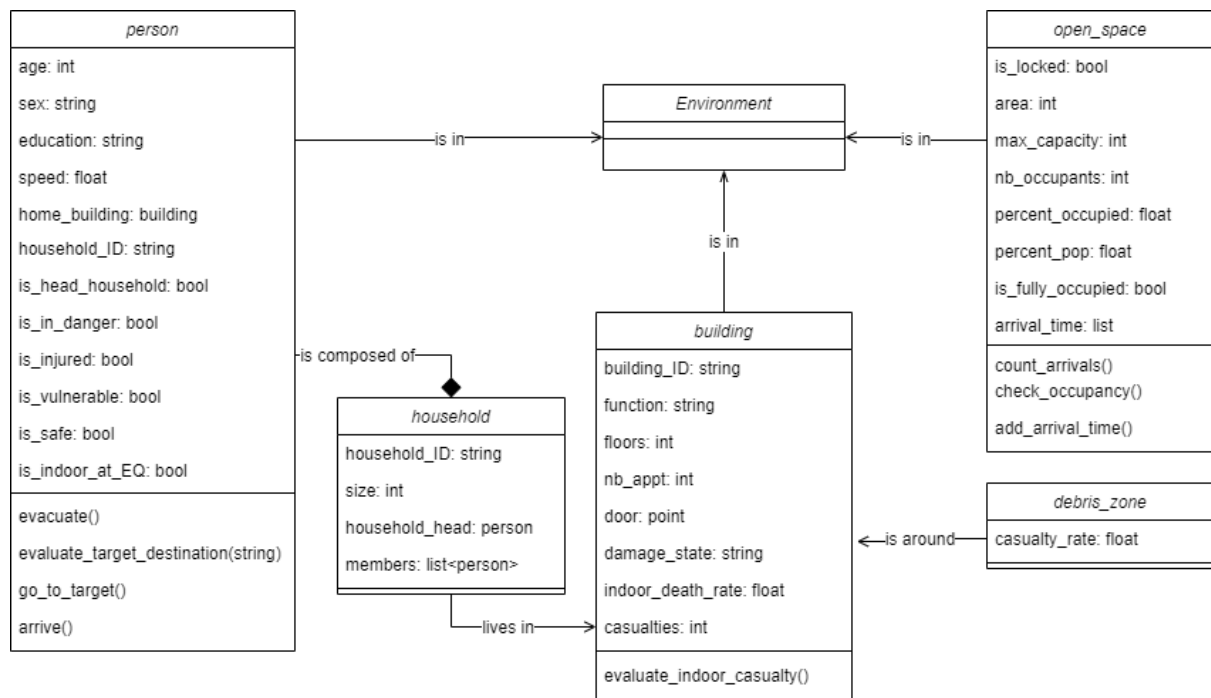 person
age: int
sex: string
education: string
speed: float
home_building: building
household_ID: string
is_head_household: bool
is_in_danger: bool
is_injured: bool
is_vulnerable: bool
is_safe: bool
is_indoor_at_EQ: bool
evacuate()
evaluate_target_destination(string)
go_to_target()
arrive()
is in
Environment
is in
open_space
is_locked: bool
area: int
max_capacity: int
nb_occupants: int
percent_occupied: float
percent_pop: float
is_fully_occupied: bool
arrival_time: list
count_arrivals()
check_occupancy()
add_arrival_time()
is in
is composed of
household
household_ID: string
size: int
household_head: person
members: list<person>
lives in
building
building_ID: string
function: string
floors: int
nb_appt: int
door: point
damage_state: string
indoor_death_rate: float
casualties: int
evaluate_indoor_casualty()
is around
debris_zone
casualty_rate: float